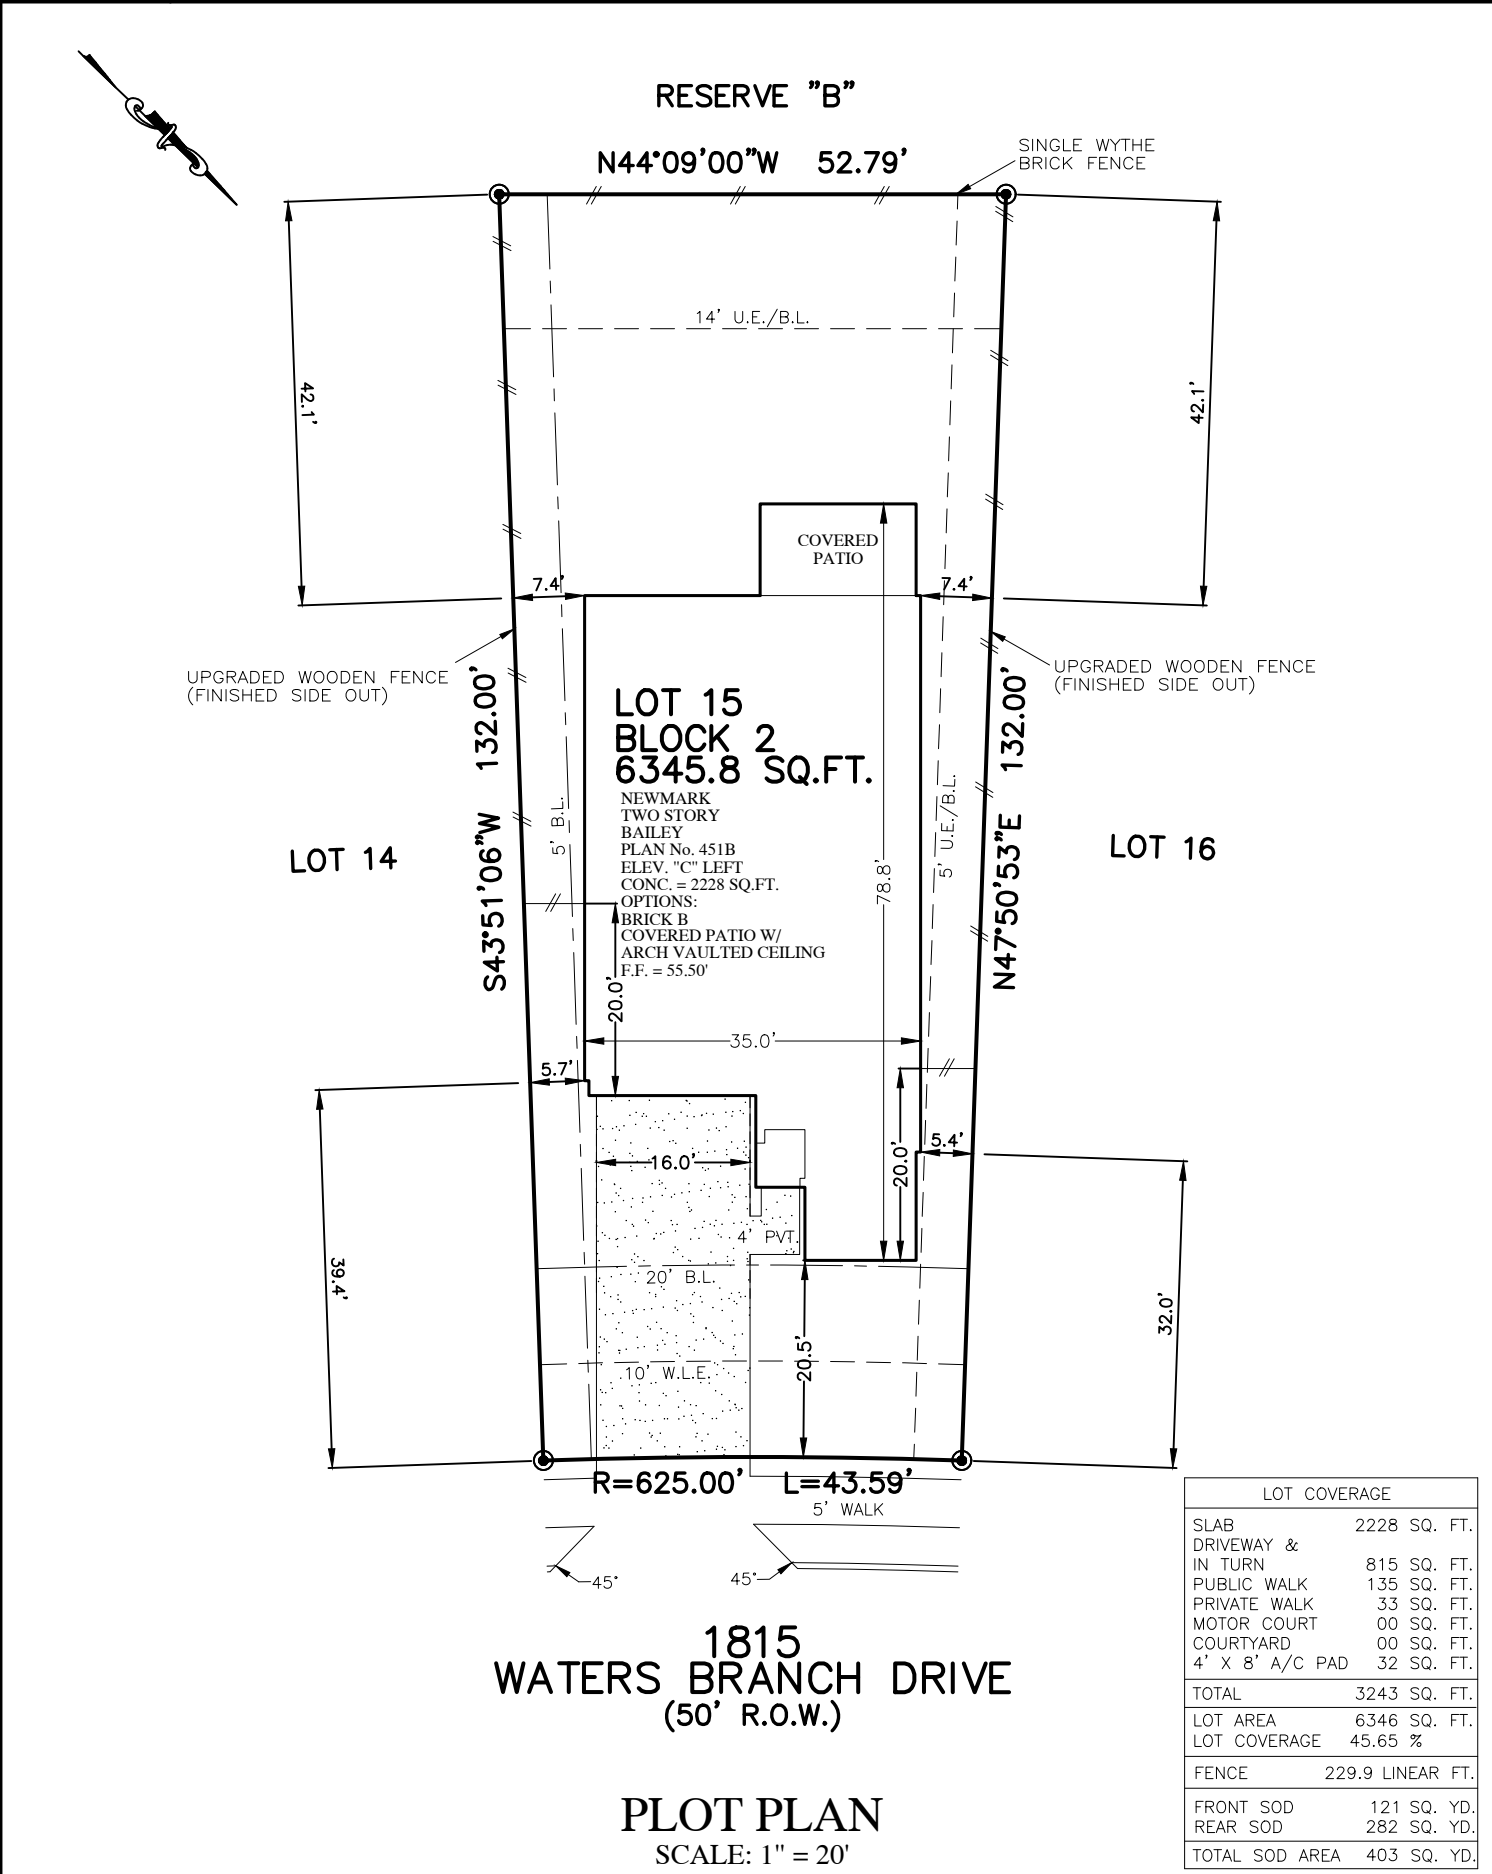 RESERVE "B"
N44°09'00"W 52.79'
SINGLE WYTHE
BRICK FENCE
14' U.E./B.L.
42.1'
42.1'
COVERED
PATIO
7.4'
7.4'
UPGRADED WOODEN FENCE
(FINISHED SIDE OUT)
UPGRADED WOODEN FENCE
(FINISHED SIDE OUT)
S43°51'06"W 132.00'
N47°50'53"E 132.00'
LOT 15
BLOCK 2
6345.8 SQ.FT.
NEWMARK
TWO STORY
BAILEY
PLAN No. 451B
ELEV. "C" LEFT
CONC. = 2228 SQ.FT.
OPTIONS:
BRICK B
COVERED PATIO W/
ARCH VAULTED CEILING
F.F. = 55.50'
5' B.L.
5' U.E./B.L.
78.8'
LOT 14
LOT 16
20.0'
35.0'
5.7'
5.4'
16.0'
20.0'
4' PVT.
39.4'
32.0'
20' B.L.
20.5'
10' W.L.E.
R=625.00' L=43.59'
5' WALK
45°
45°
1815
WATERS BRANCH DRIVE
(50' R.O.W.)
PLOT PLAN
SCALE: 1" = 20'
LOT COVERAGE
SLAB 2228 SQ. FT.
DRIVEWAY &
IN TURN 815 SQ. FT.
PUBLIC WALK 135 SQ. FT.
PRIVATE WALK 33 SQ. FT.
MOTOR COURT 00 SQ. FT.
COURTYARD 00 SQ. FT.
4' X 8' A/C PAD 32 SQ. FT.
TOTAL 3243 SQ. FT.
LOT AREA 6346 SQ. FT.
LOT COVERAGE 45.65 %
FENCE 229.9 LINEAR FT.
FRONT SOD 121 SQ. YD.
REAR SOD 282 SQ. YD.
TOTAL SOD AREA 403 SQ. YD.